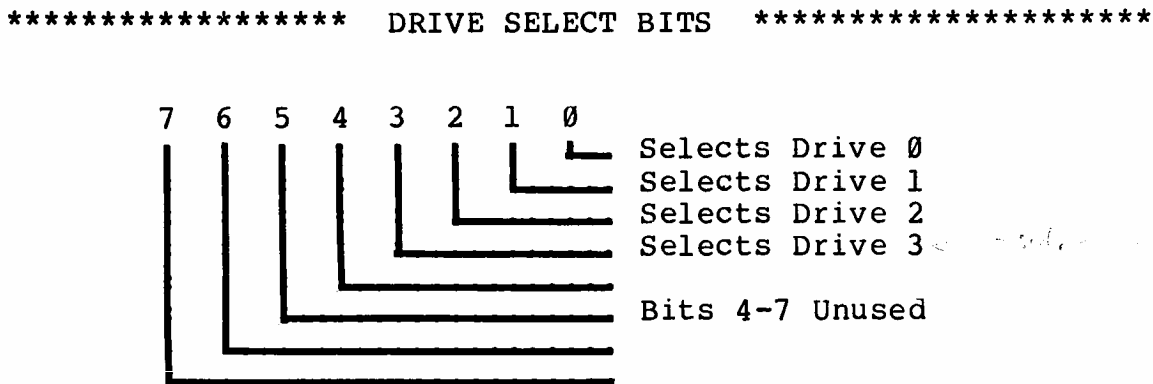 ****************** DRIVE SELECT BITS *********************
7 6 5 4 3 2 1 Ø
Selects Drive Ø
Selects Drive 1
Selects Drive 2
Selects Drive 3
Bits 4-7 Unused